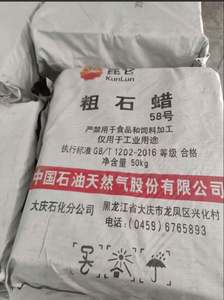 昆仑
KunLun
粗石蜡
58号
严禁用于食品和饲料加工
仅用于工业用途
执行标准 GB/T 1202-2016 等级 合格
净含量 50kg
中国石油天然气股份有限公司
大庆石化分公司
黑龙江省大庆市龙凤区兴化村
电话：(0459) 6765893